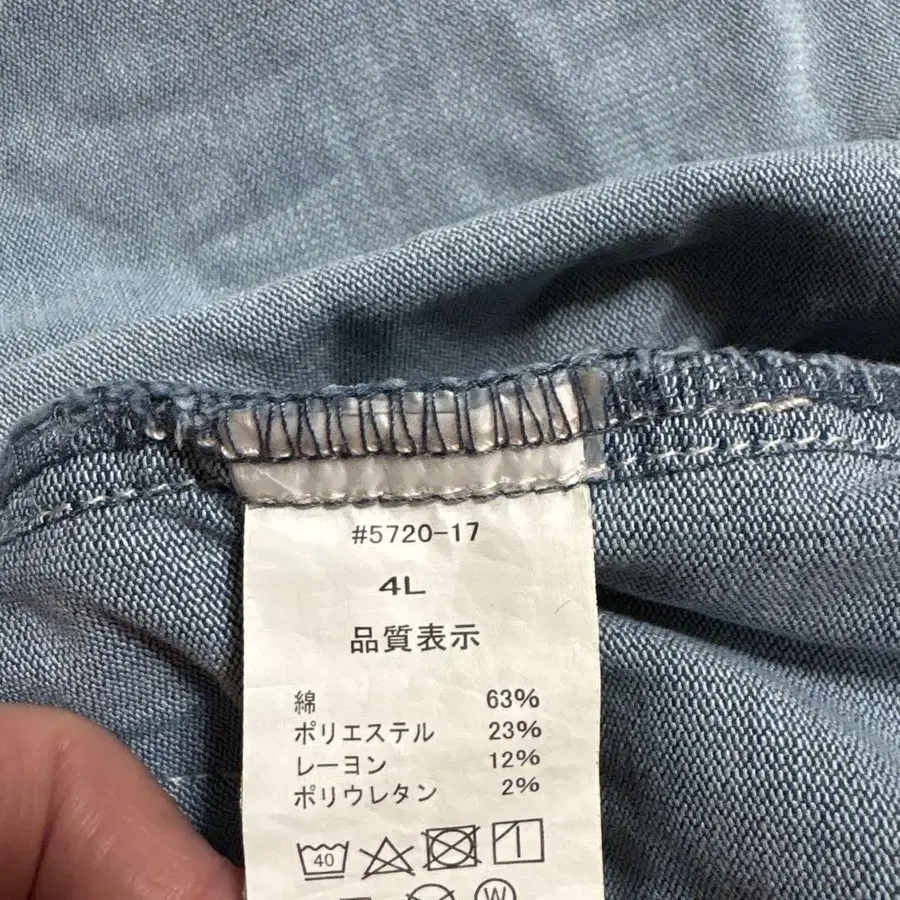 #5720-17
4L
品質表示
綿 63%
ポリエステル 23%
レーヨン 12%
ポリウレタン 2%
40
W